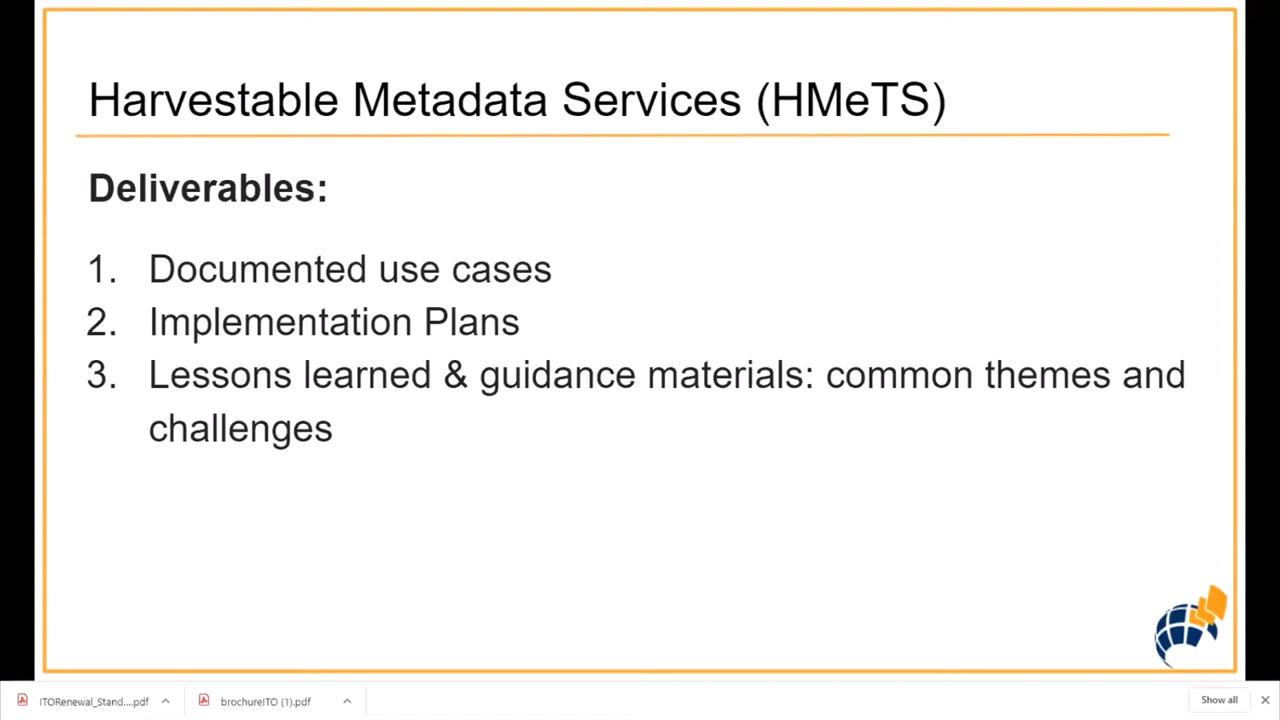 Harvestable Metadata Services (HMeTS)
Deliverables:
1. Documented use cases
2. Implementation Plans
3. Lessons learned & guidance materials: common themes and
challenges
ITORenewal_Stand....pdf
brochureITO (1).pdf
Show all